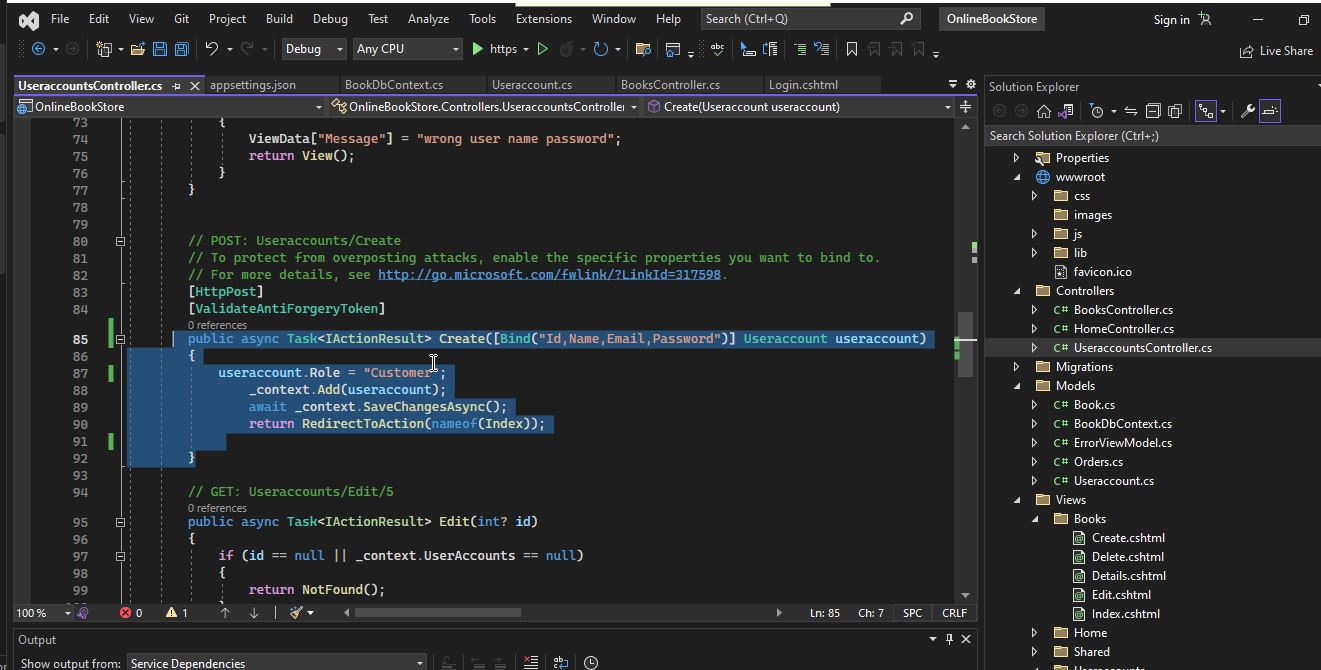 File Edit View Git Project Build Debug Test Analyze Tools Extensions Window Help Search (Ctrl+Q) OnlineBookStore Sign in
Debug Any CPU https Live Share
UseraccountsController.cs appsettings.json BookDbContext.cs Useraccount.cs BooksController.cs Login.cshtml
OnlineBookStore OnlineBookStore.Controllers.UseraccountsController Create(Useraccount useraccount)
73 {
74 ViewData["Message"] = "wrong user name password";
75 return View();
76 }
77 }
78
79
80 // POST: Useraccounts/Create
81 // To protect from overposting attacks, enable the specific properties you want to bind to.
82 // For more details, see http://go.microsoft.com/fwlink/?LinkId=317598.
83 [HttpPost]
84 [ValidateAntiForgeryToken]
0 references
85 public async Task<IActionResult> Create([Bind("Id,Name,Email,Password")] Useraccount useraccount)
86 {
87 useraccount.Role = "Customer";
88 _context.Add(useraccount);
89 await _context.SaveChangesAsync();
90 return RedirectToAction(nameof(Index));
91
92 }
93
94 // GET: Useraccounts/Edit/5
0 references
95 public async Task<IActionResult> Edit(int? id)
96 {
97 if (id == null || _context.UserAccounts == null)
98 {
99 return NotFound();
100 % 0 1 Ln: 85 Ch: 7 SPC CRLF
Output
Show output from: Service Dependencies
Solution Explorer
Search Solution Explorer (Ctrl+;)
Properties
wwwroot
css
images
js
lib
favicon.ico
Controllers
C# BooksController.cs
C# HomeController.cs
C# UseraccountsController.cs
Migrations
Models
C# Book.cs
C# BookDbContext.cs
C# ErrorViewModel.cs
C# Orders.cs
C# Useraccount.cs
Views
Books
Create.cshtml
Delete.cshtml
Details.cshtml
Edit.cshtml
Index.cshtml
Home
Shared